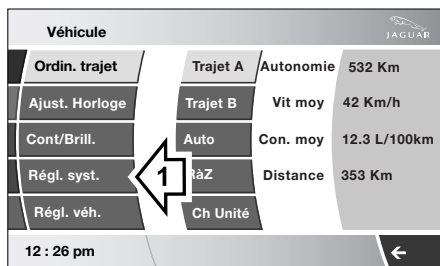 Véhicule
JAGUAR
Ordin. trajet Trajet A Autonomie 532 Km
Ajust. Horloge Trajet B Vit moy 42 Km/h
Cont/Brill. Auto Con. moy 12.3 L/100km
Régl. syst. 1 RàZ Distance 353 Km
Régl. véh. Ch Unité
12 : 26 pm